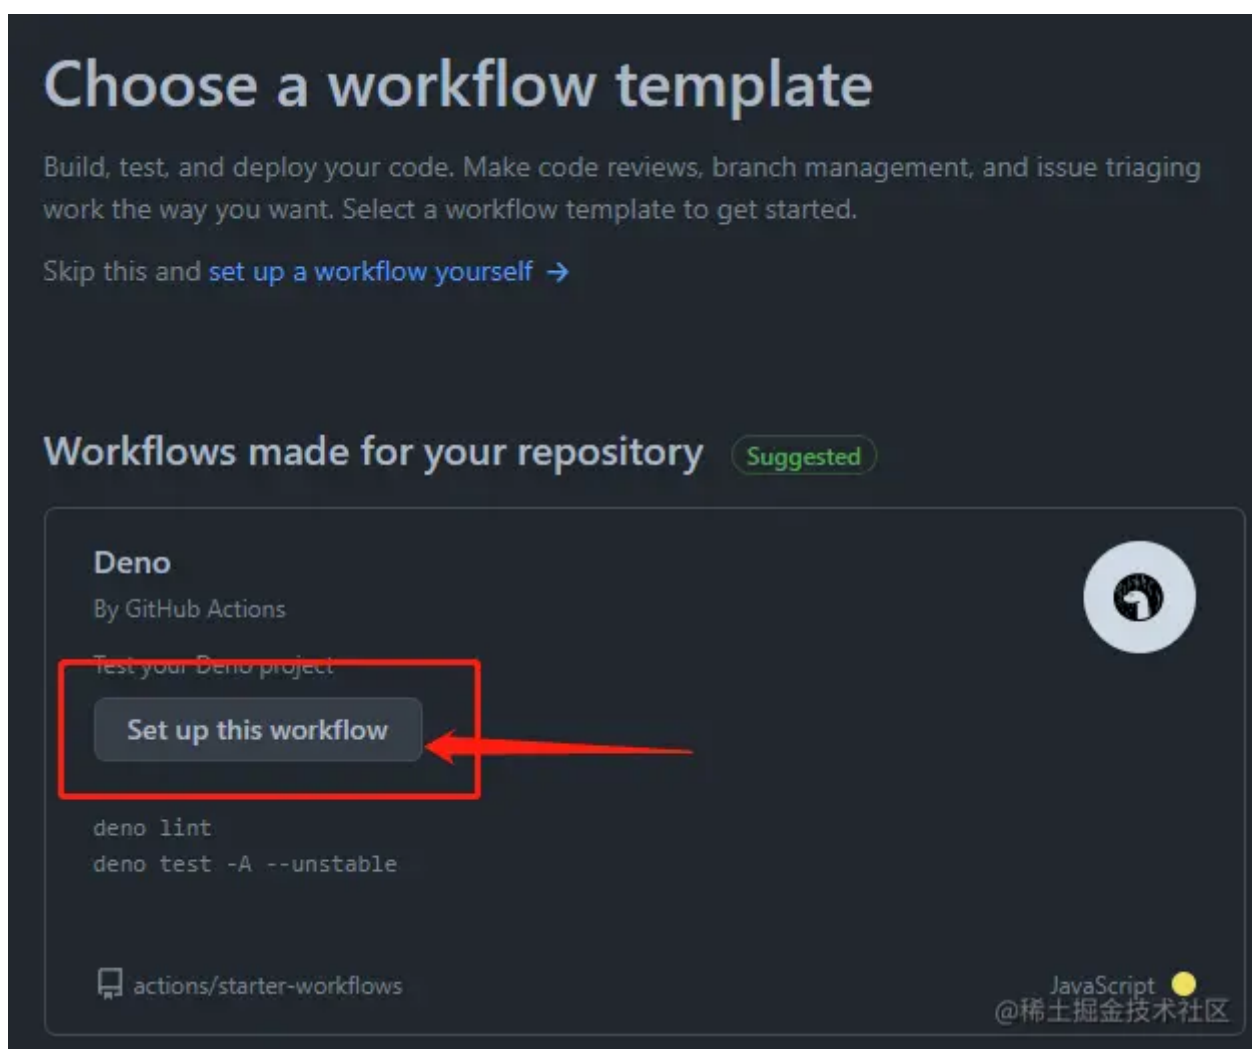 Choose a workflow template
Build, test, and deploy your code. Make code reviews, branch management, and issue triaging
work the way you want. Select a workflow template to get started.
Skip this and set up a workflow yourself →
Workflows made for your repository Suggested
Deno
By GitHub Actions
Test your Deno project
Set up this workflow
deno lint
deno test -A --unstable
actions/starter-workflows
JavaScript
@稀土掘金技术社区